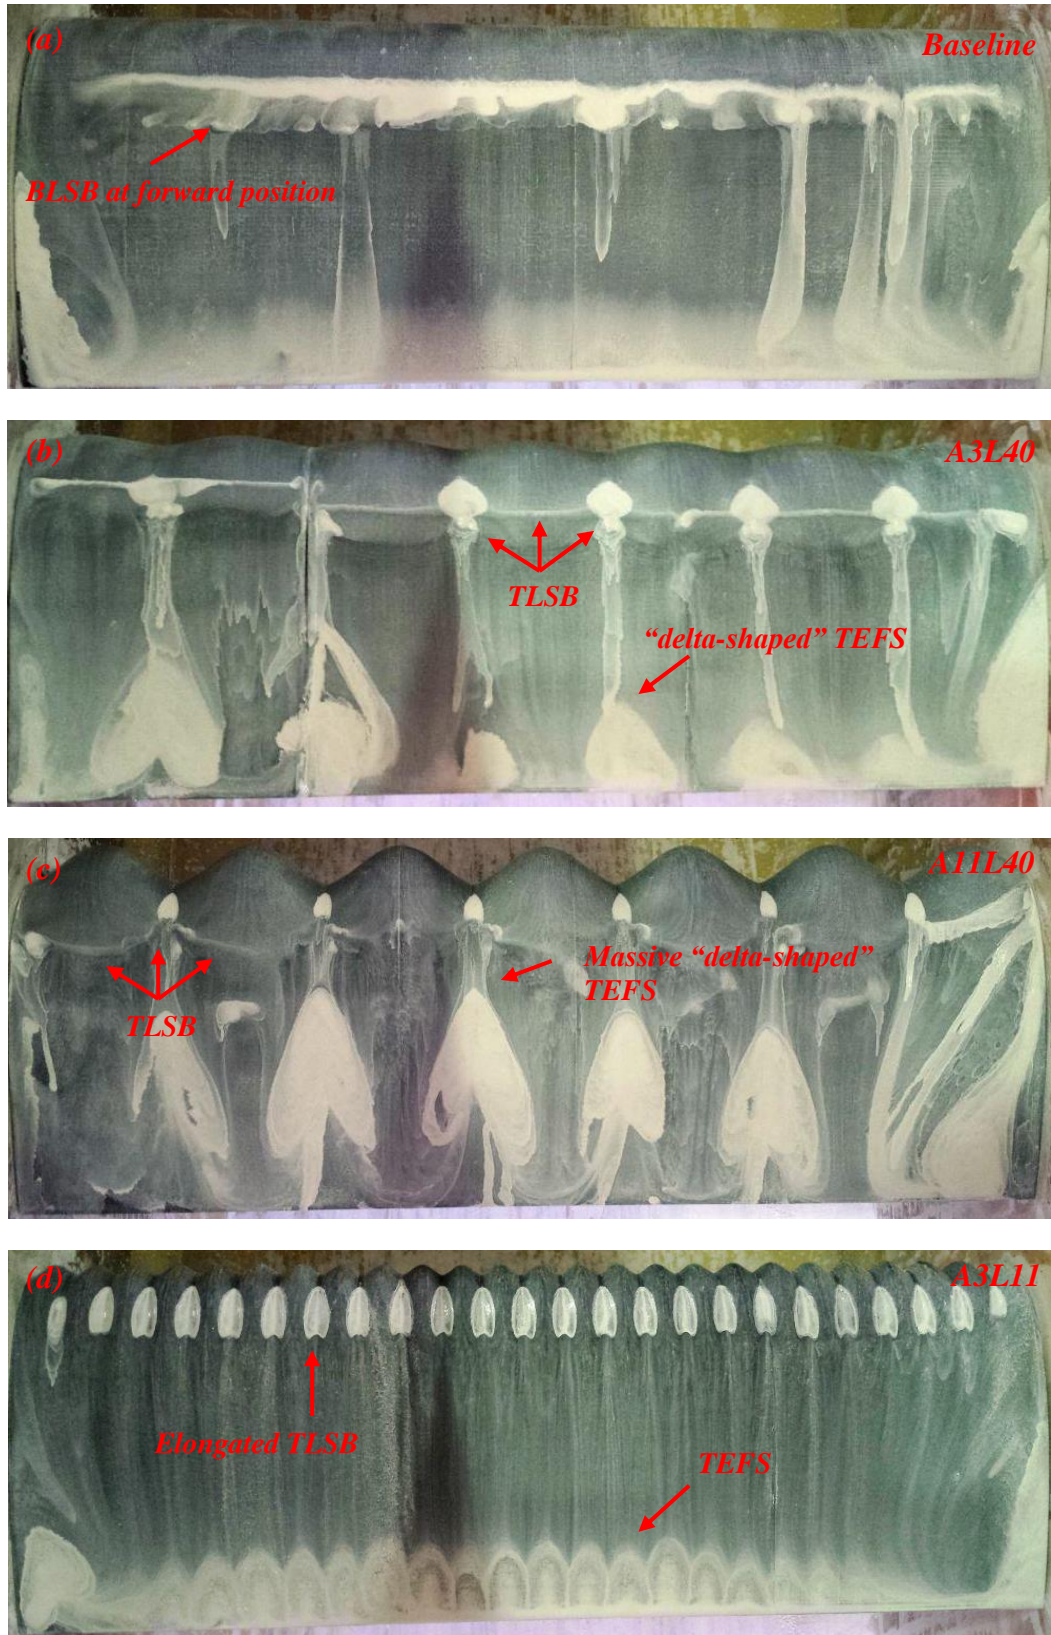 (a)
Baseline
BLSB at forward position
(b)
A3L40
TLSB
“delta-shaped” TEFS
(c)
A11L40
Massive “delta-shaped”
TEFS
TLSB
(d)
A3L11
Elongated TLSB
TEFS